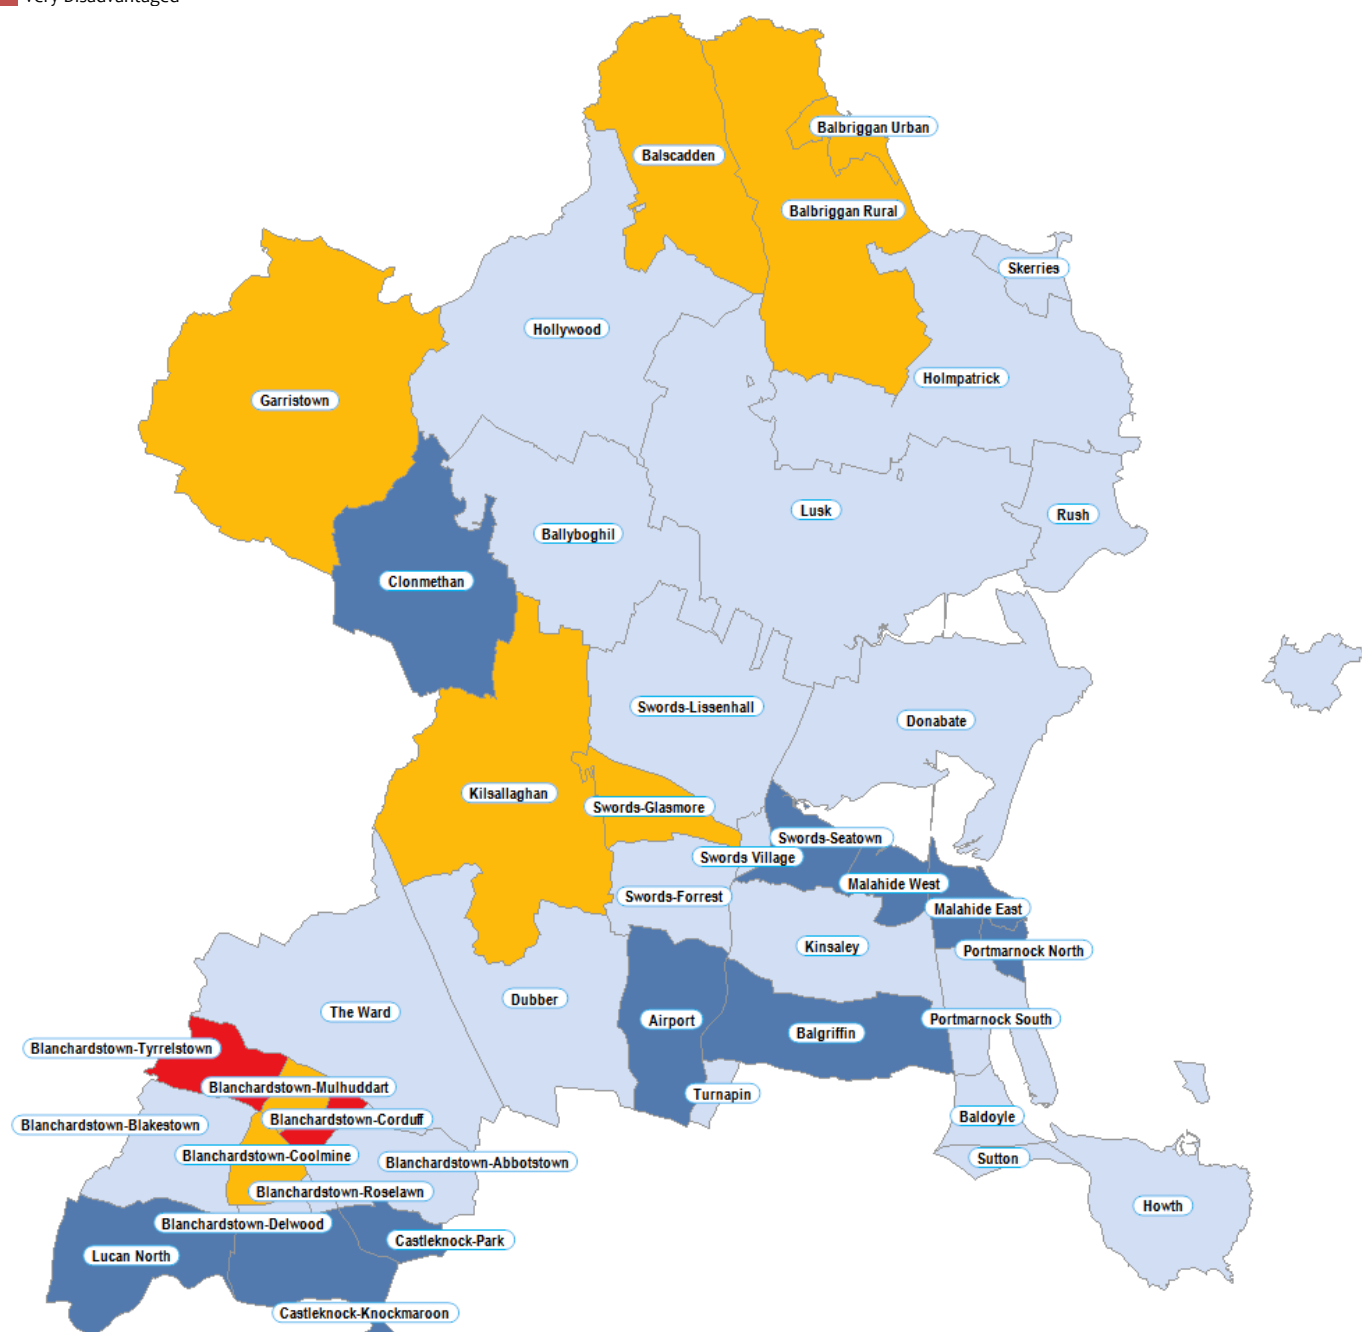 Very Disadvantaged
Balbriggan Urban
Balscadden
Balbriggan Rural
Skerries
Hollywood
Holmpatrick
Garristown
Lusk
Rush
Ballyboghil
Clonmethan
Swords-Lissenhall
Donabate
Kilsallaghan
Swords-Glasmore
Swords-Seatown
Swords Village
Malahide West
Swords-Forrest
Malahide East
Kinsaley
Portmarnock North
Dubber
The Ward
Airport
Balgriffin
Portmarnock South
Blanchardstown-Tyrrelstown
Blanchardstown-Mulhuddart
Turnapin
Blanchardstown-Corduff
Baldoyle
Blanchardstown-Blakestown
Blanchardstown-Coolmine
Blanchardstown-Abbotstown
Sutton
Blanchardstown-Roselawn
Howth
Blanchardstown-Delwood
Castleknock-Park
Lucan North
Castleknock-Knockmaroon